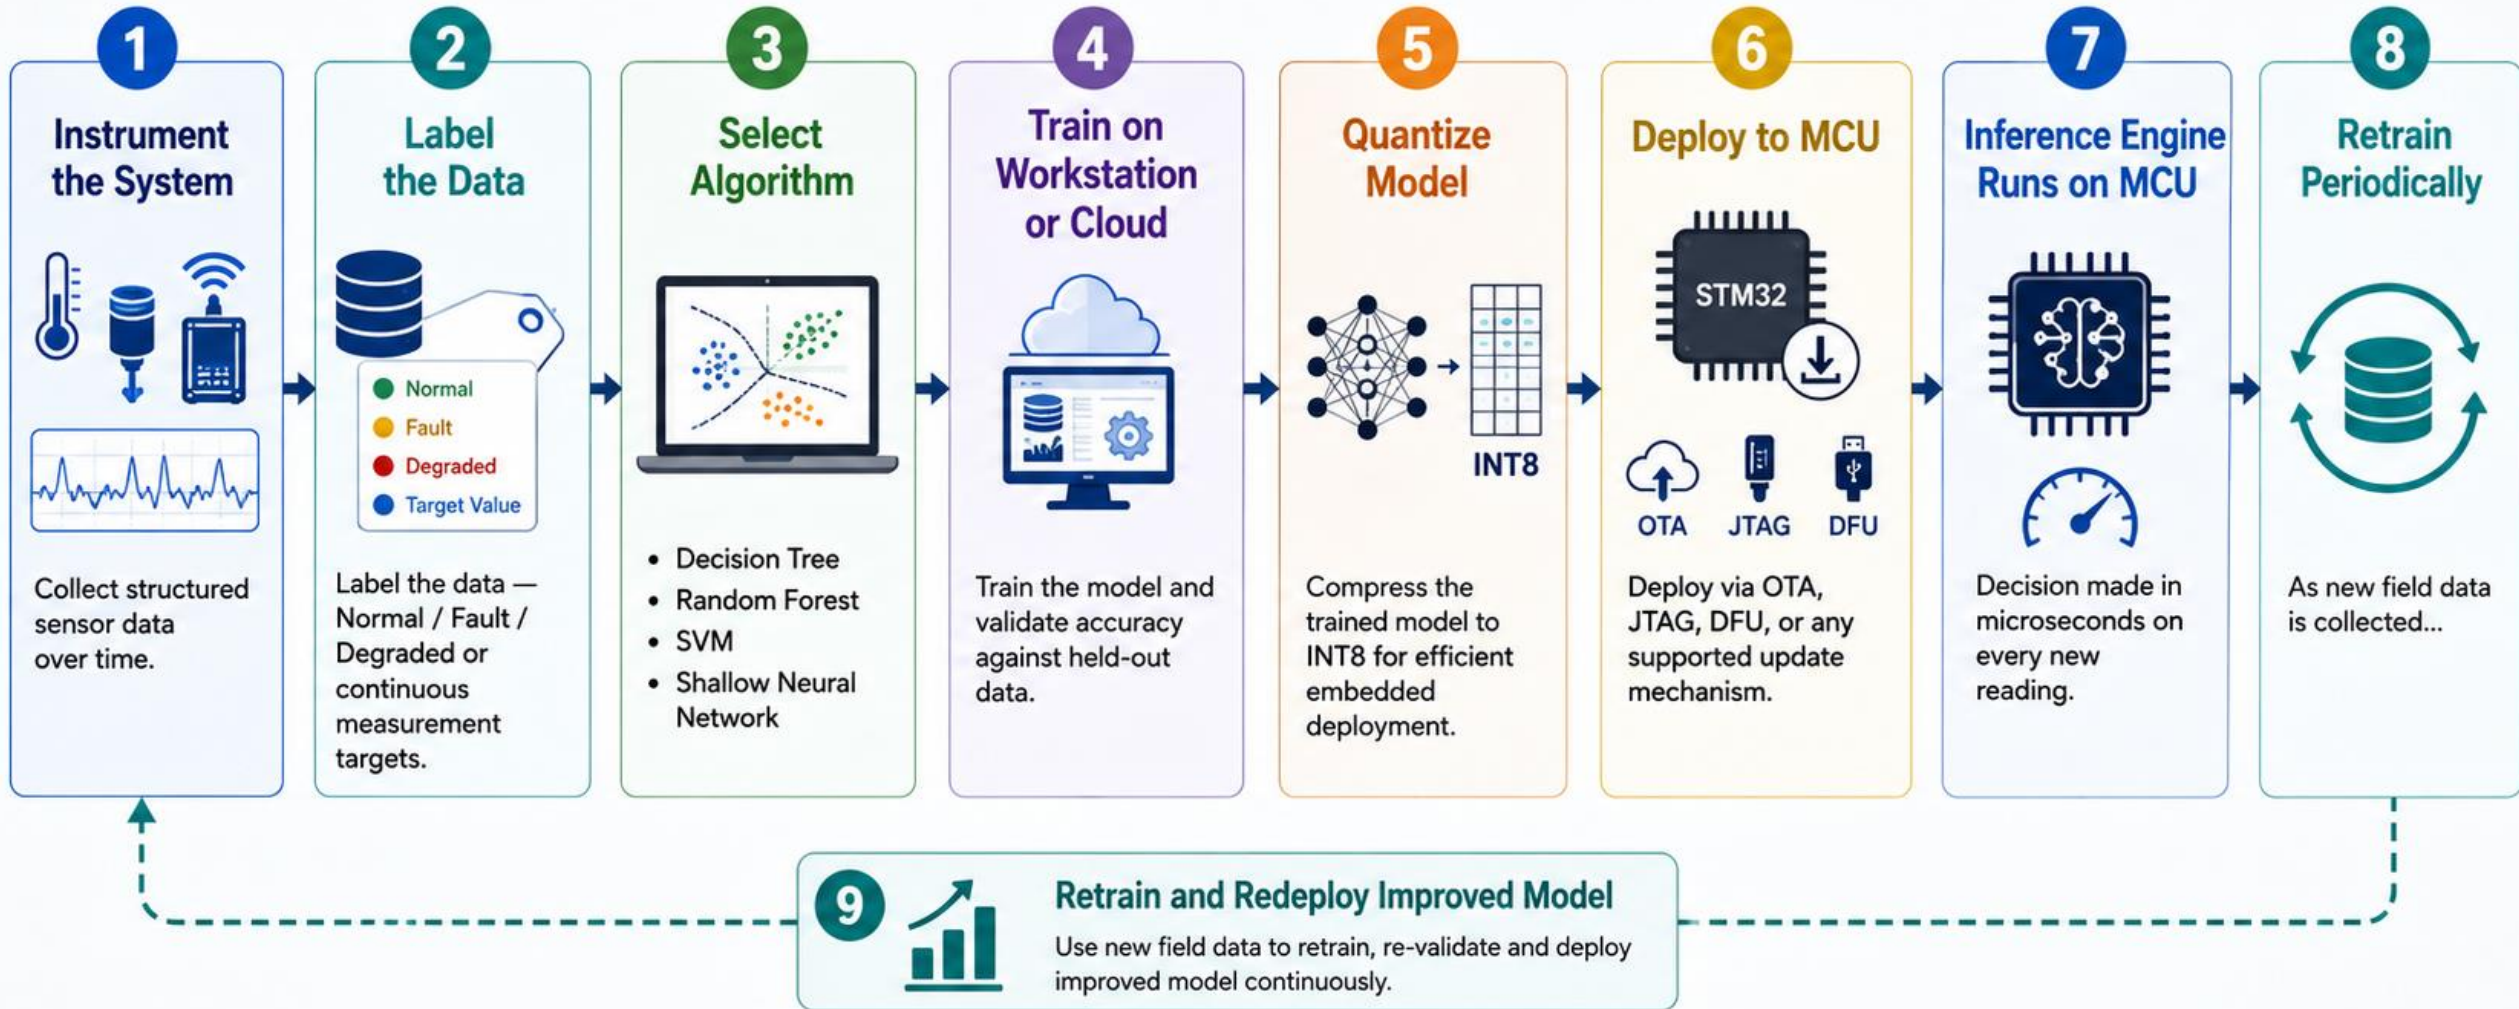 1
Instrument
the System
Collect structured
sensor data
over time.
2
Label
the Data
Normal
Fault
Degraded
Target Value
Label the data —
Normal / Fault /
Degraded or
continuous
measurement
targets.
3
Select
Algorithm
• Decision Tree
• Random Forest
• SVM
• Shallow Neural
Network
4
Train on
Workstation
or Cloud
Train the model and
validate accuracy
against held-out
data.
5
Quantize
Model
INT8
Compress the
trained model to
INT8 for efficient
embedded
deployment.
6
Deploy to MCU
STM32
OTA JTAG DFU
Deploy via OTA,
JTAG, DFU, or any
supported update
mechanism.
7
Inference Engine
Runs on MCU
Decision made in
microseconds on
every new
reading.
8
Retrain
Periodically
As new field data
is collected...
9
Retrain and Redeploy Improved Model
Use new field data to retrain, re-validate and deploy
improved model continuously.